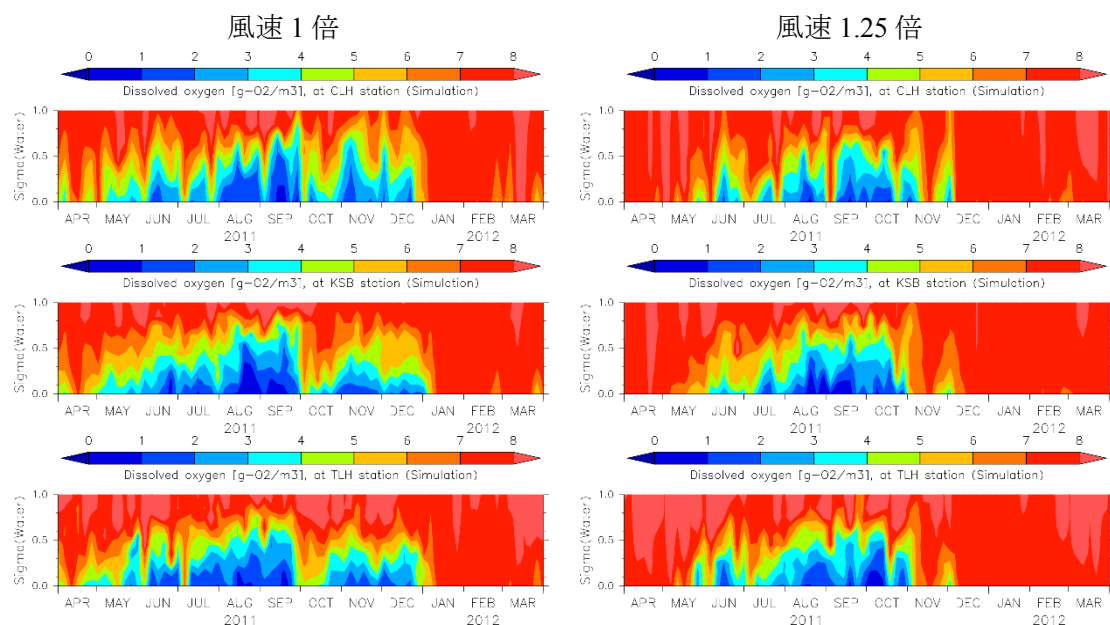 風速 1 倍
0 1 2 3 4 5 6 7 8
Dissolved oxygen [g-O2/m3], at CLH station (Simulation)
Sigma(Water)
1.0
0.5
0.0
APR MAY JUN JUL AUG SEP OCT NOV DEC JAN FEB MAR
2011 2012
0 1 2 3 4 5 6 7 8
Dissolved oxygen [g-O2/m3], at KSB station (Simulation)
Sigma(Water)
1.0
0.5
0.0
APR MAY JUN JUL AUG SEP OCT NOV DEC JAN FEB MAR
2011 2012
0 1 2 3 4 5 6 7 8
Dissolved oxygen [g-O2/m3], at TLH station (Simulation)
Sigma(Water)
1.0
0.5
0.0
APR MAY JUN JUL AUG SEP OCT NOV DEC JAN FEB MAR
2011 2012
風速 1.25 倍
0 1 2 3 4 5 6 7 8
Dissolved oxygen [g-O2/m3], at CLH station (Simulation)
Sigma(Water)
1.0
0.5
0.0
APR MAY JUN JUL AUG SEP OCT NOV DEC JAN FEB MAR
2011 2012
0 1 2 3 4 5 6 7 8
Dissolved oxygen [g-O2/m3], at KSB station (Simulation)
Sigma(Water)
1.0
0.5
0.0
APR MAY JUN JUL AUG SEP OCT NOV DEC JAN FEB MAR
2011 2012
0 1 2 3 4 5 6 7 8
Dissolved oxygen [g-O2/m3], at TLH station (Simulation)
Sigma(Water)
1.0
0.5
0.0
APR MAY JUN JUL AUG SEP OCT NOV DEC JAN FEB MAR
2011 2012